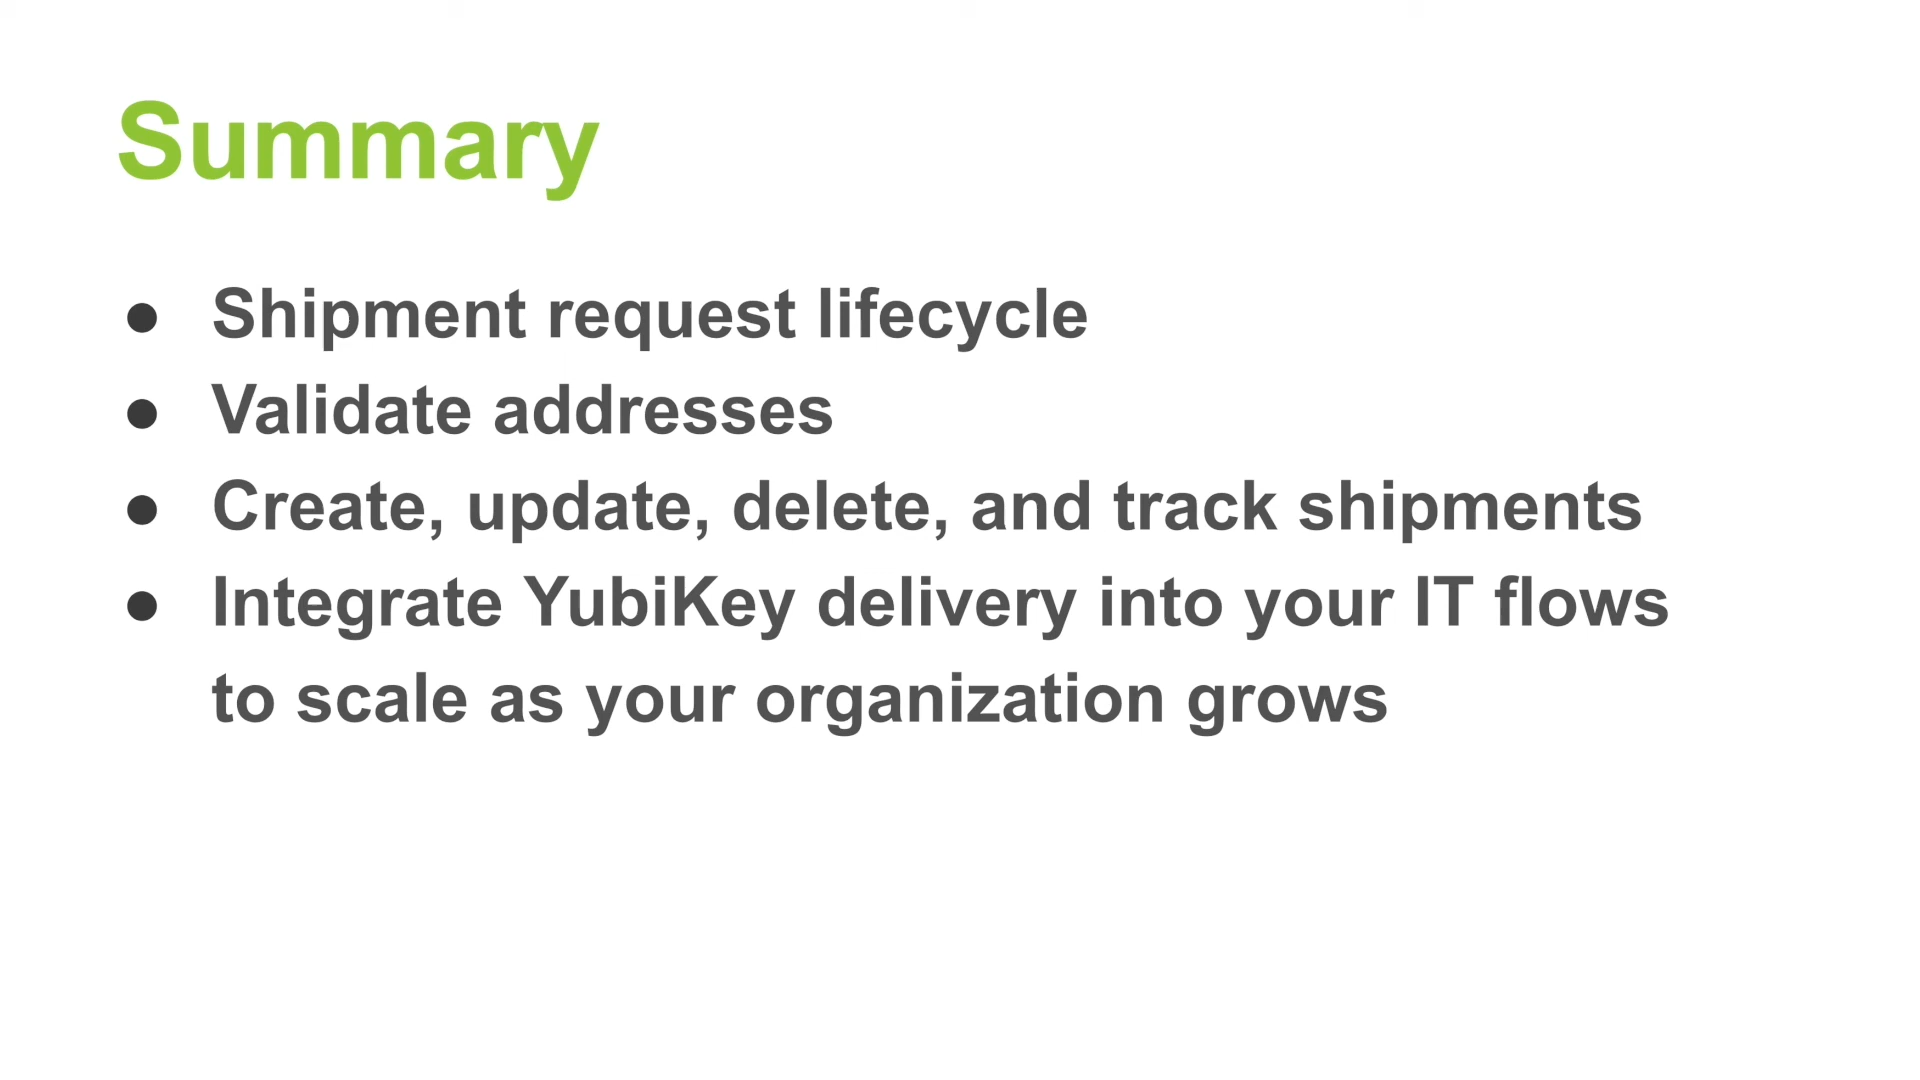 Summary
● Shipment request lifecycle
● Validate addresses
● Create, update, delete, and track shipments
● Integrate YubiKey delivery into your IT flows
to scale as your organization grows